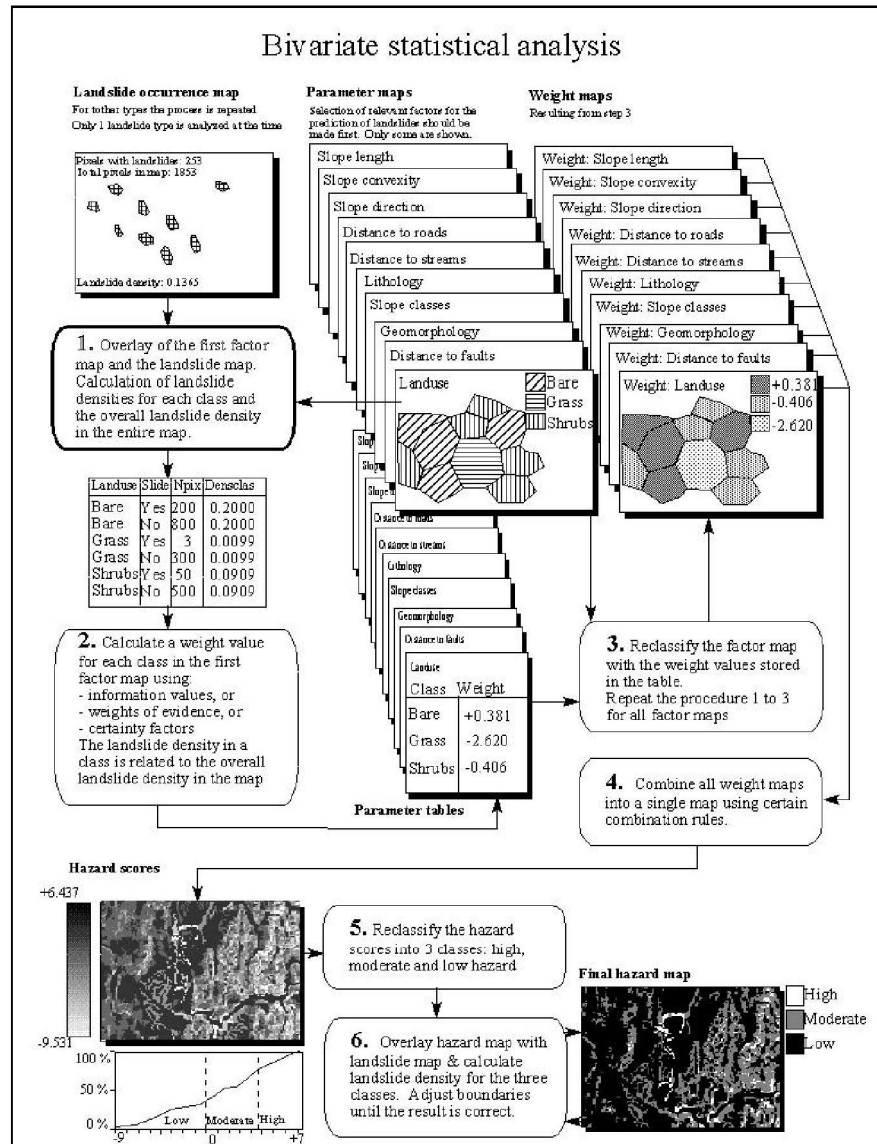 Bivariate statistical analysis
Landslide occurrence map
For tother types the process is repeated
Only 1 landslide type is analyzed at the time
Pixels with landslides: 253
Total pixels in map: 1853
Landslide density: 0.1365
Parameter maps
Selection of relevant factors for the
prediction of landslides should be
made first. Only some are shown.
Slope length
Slope convexity
Slope direction
Distance to roads
Distance to streams
Lithology
Slope classes
Geomorphology
Distance to faults
Landuse
Bare
Grass
Shrubs
Weight maps
Resulting from step 3
Weight: Slope length
Weight: Slope convexity
Weight: Slope direction
Weight: Distance to roads
Weight: Distance to streams
Weight: Lithology
Weight: Slope classes
Weight: Geomorphology
Weight: Distance to faults
Weight: Landuse
+0.381
-0.406
-2.620
1. Overlay of the first factor
map and the landslide map.
Calculation of landslide
densities for each class and
the overall landslide density
in the entire map.
Landuse Slide Npix Densclas
Bare Yes 200 0.2000
Bare No 800 0.2000
Grass Yes 3 0.0099
Grass No 300 0.0099
Shrubs Yes 50 0.0909
Shrubs No 500 0.0909
2. Calculate a weight value
for each class in the first
factor map using:
- information values, or
- weights of evidence, or
- certainty factors
The landslide density in a
class is related to the overall
landslide density in the map
Distance to streams
Lithology
Slope classes
Geomorphology
Distance to faults
Landuse
Class Weight
Bare +0.381
Grass -2.620
Shrubs -0.406
Parameter tables
3. Reclassify the factor map
with the weight values stored
in the table.
Repeat the procedure 1 to 3
for all factor maps
4. Combine all weight maps
into a single map using certain
combination rules.
Hazard scores
+6.437
-9.531
100 %
50 %
0 %
Low Moderate High
-9 0 +7
5. Reclassify the hazard
scores into 3 classes: high,
moderate and low hazard
6. Overlay hazard map with
landslide map & calculate
landslide density for the three
classes. Adjust boundaries
until the result is correct.
Final hazard map
High
Moderate
Low